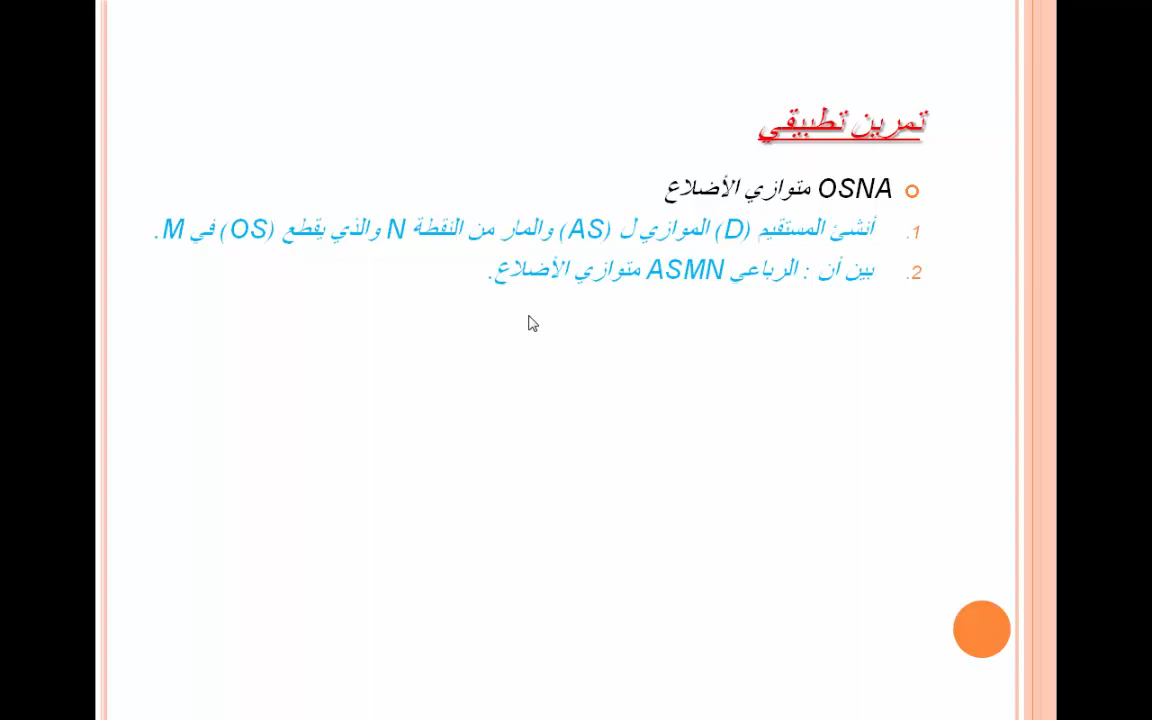 تمرين تطبيقي
OSNA متوازي الأضلاع
1. أنشئ المستقيم (D) الموازي ل (AS) والمار من النقطة N والذي يقطع (OS) في M.
2. بين أن : الرباعي ASMN متوازي الأضلاع.